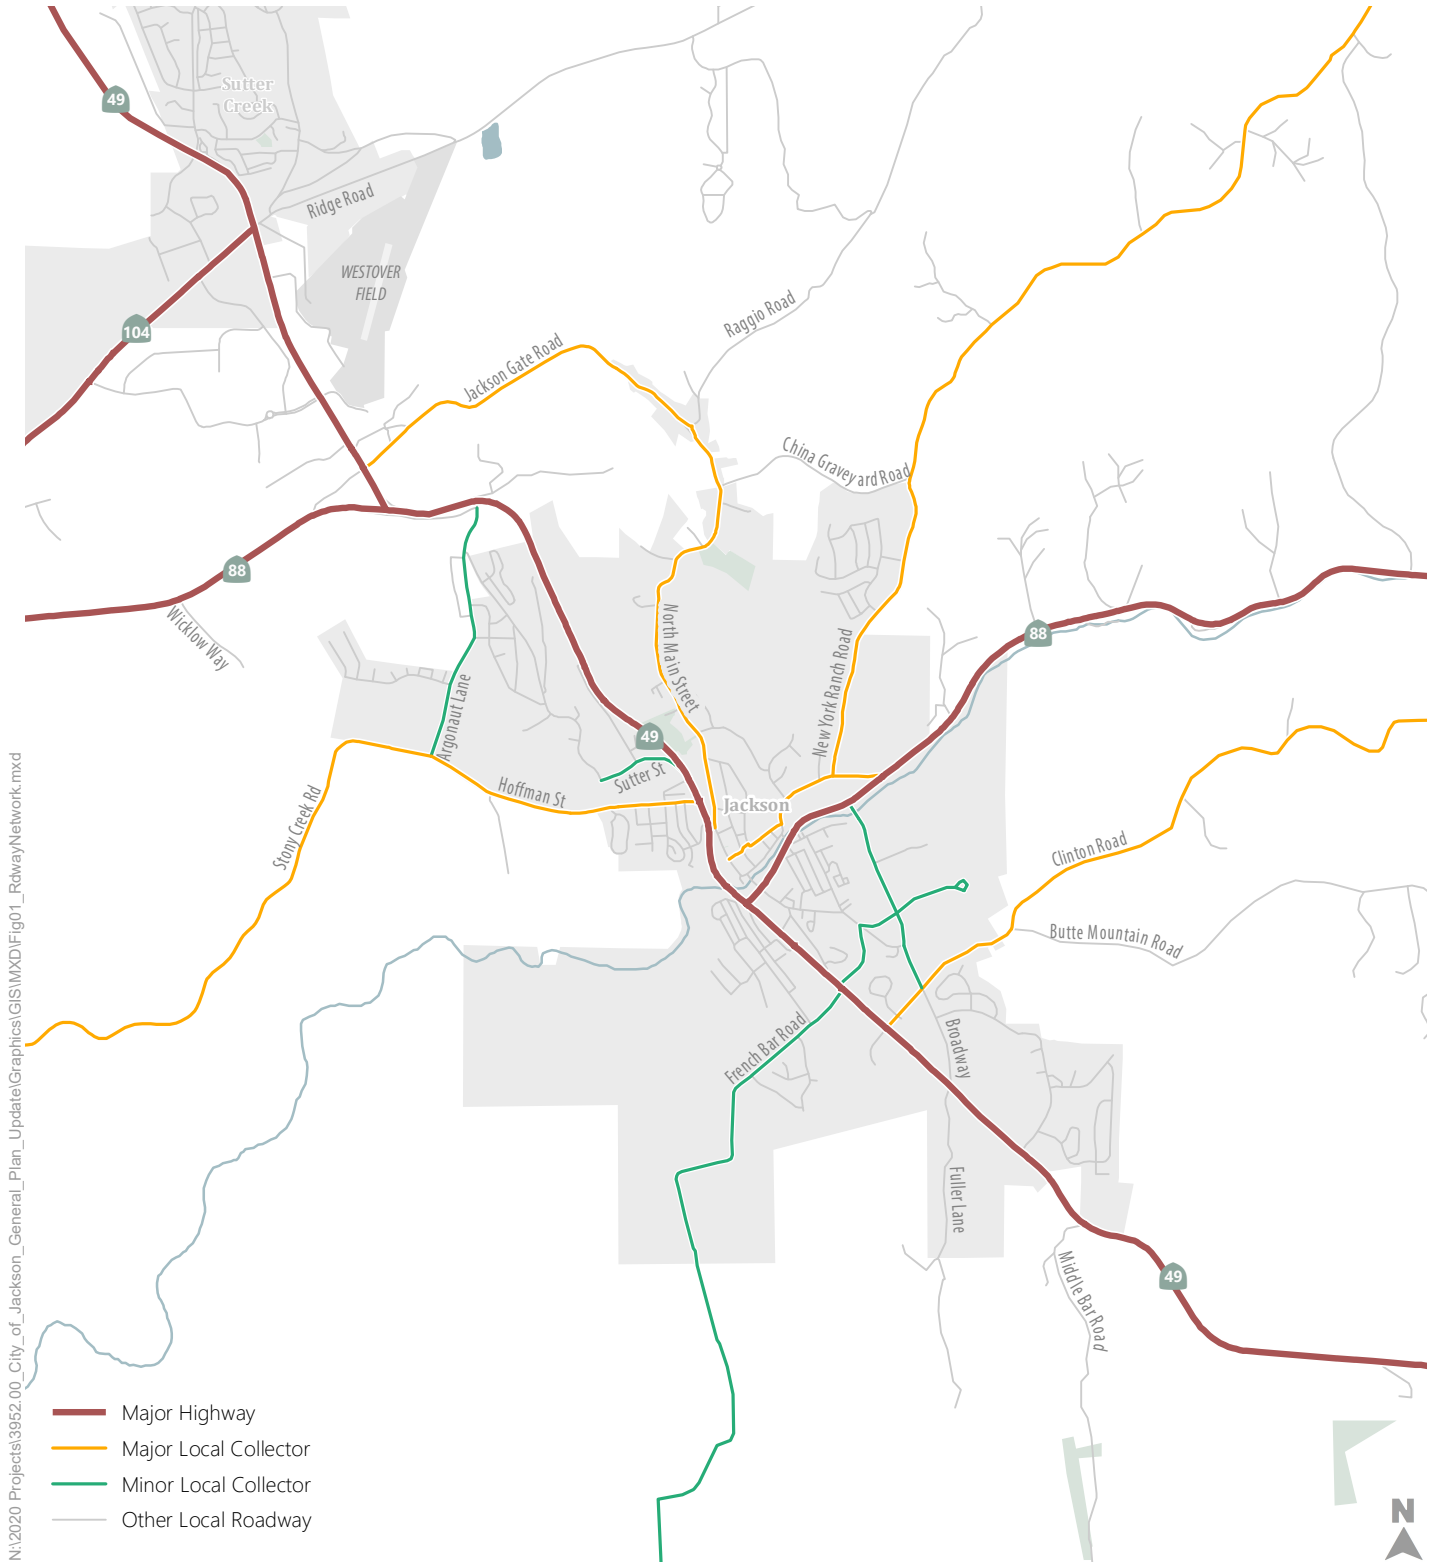 Sutter
Creek
49
Ridge Road
WESTOVER
FIELD
104
Raggio Road
Jackson Gate Road
China Graveyard Road
88
Wicklow Way
North Main Street
New York Ranch Road
88
Argonaut Lane
49
Sutter St
Hoffman St
Jackson
Stony Creek Rd
Clinton Road
Butte Mountain Road
French Bar Road
Broadway
Fuller Lane
Middle Bar Road
49
Major Highway
Major Local Collector
Minor Local Collector
Other Local Roadway
N
N:\2020 Projects\3952.00_City_of_Jackson_General_Plan_Update\Graphics\GIS\MXD\Fig01_RdwayNetwork.mxd